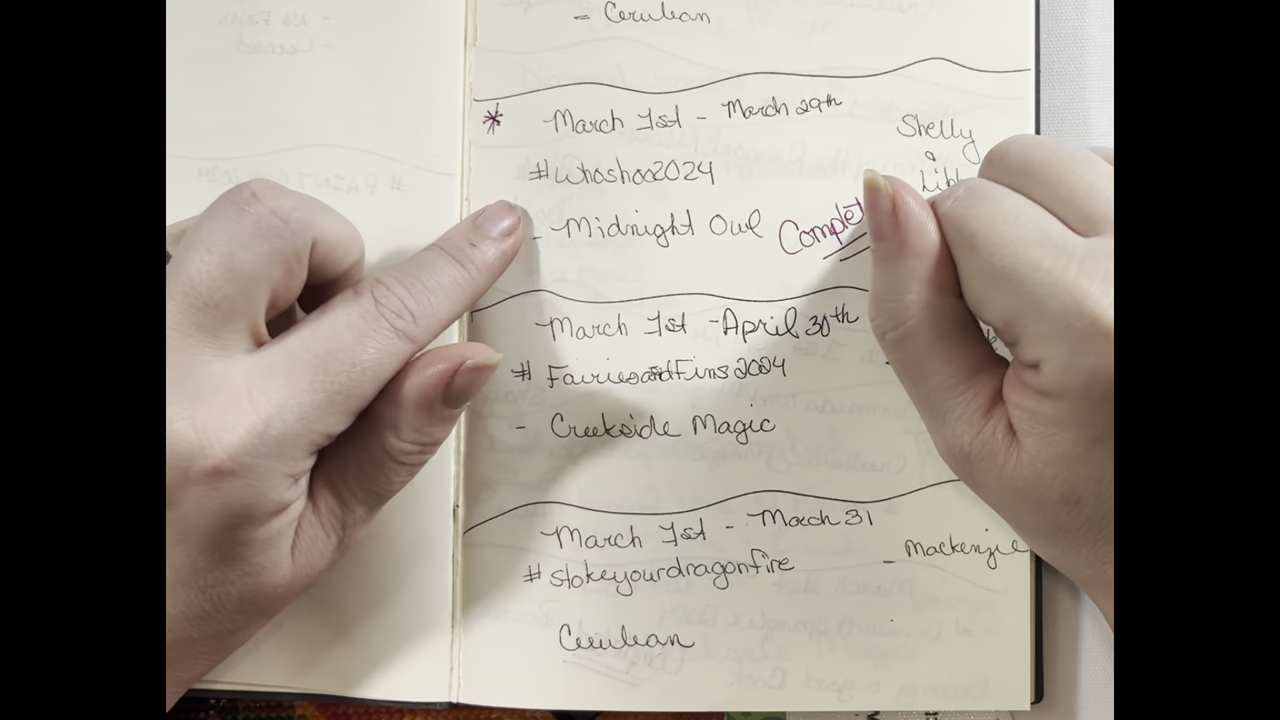 = Cerulean
* March 1st - March 29th
Shelly
&
#whoshoo2024
- Midnight Owl Complet
March 1st - April 30th
# FairiesandFins2024
- Creekside Magic
March 1st - March 31
- Mackenzie
# stokeyourdragonfire
Cerulean